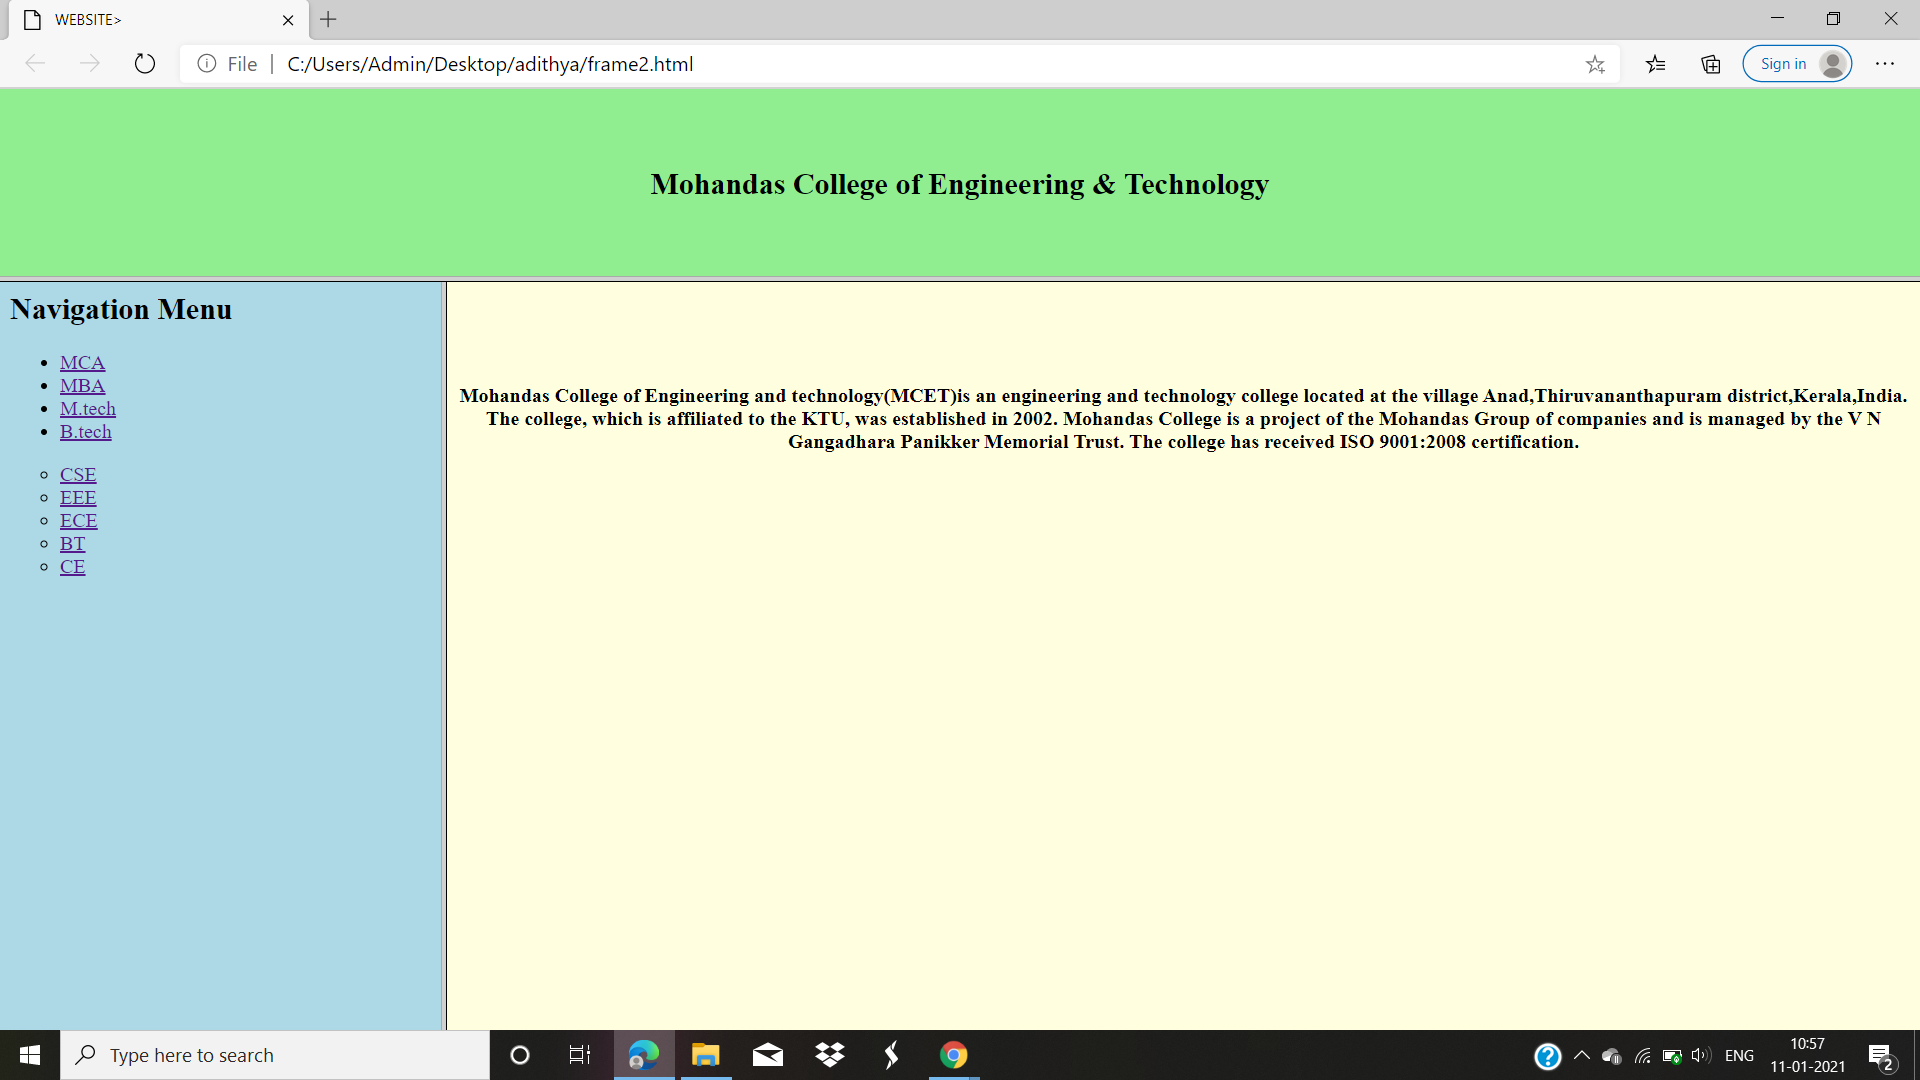 WEBSITE>
File
C:/Users/Admin/Desktop/adithya/frame2.html
Sign in
Mohandas College of Engineering & Technology
Navigation Menu
MCA
MBA
M.tech
B.tech
CSE
EEE
ECE
BT
CE
Mohandas College of Engineering and technology(MCET)is an engineering and technology college located at the village Anad,Thiruvananthapuram district,Kerala,India.
The college, which is affiliated to the KTU, was established in 2002. Mohandas College is a project of the Mohandas Group of companies and is managed by the V N
Gangadhara Panikker Memorial Trust. The college has received ISO 9001:2008 certification.
Type here to search
ENG
10:57
11-01-2021
2